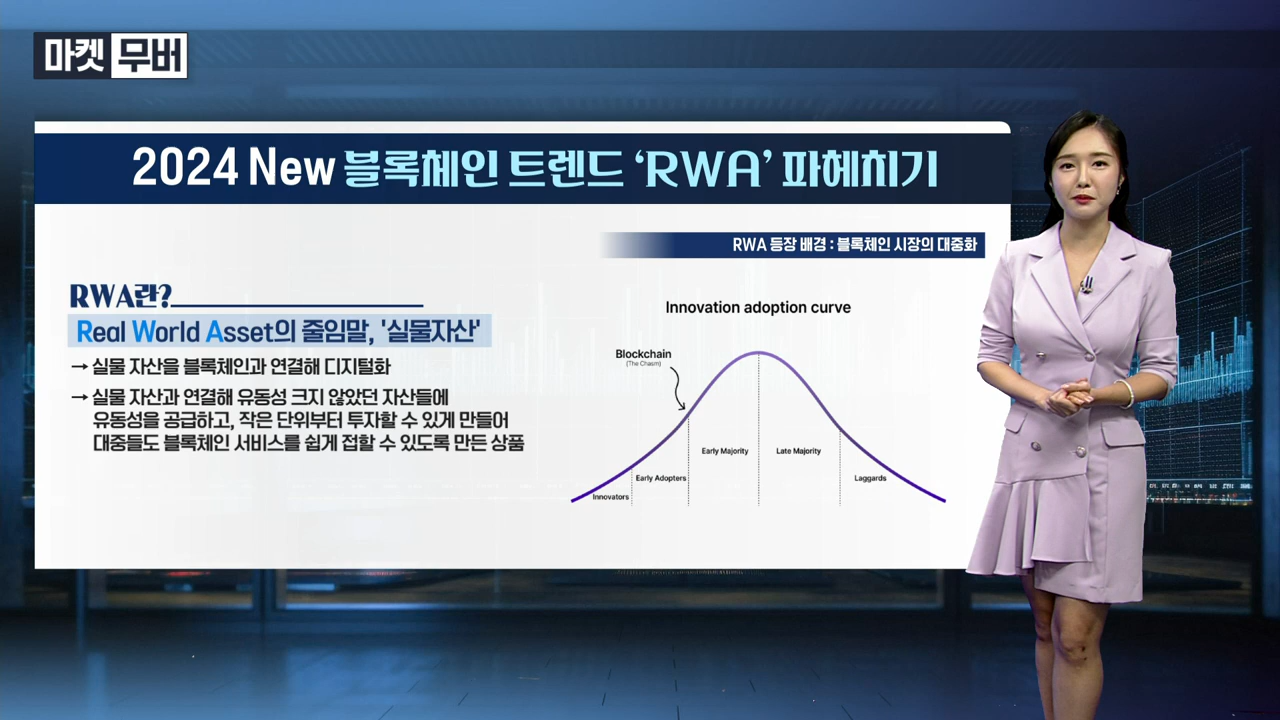 마켓 무버
2024 New 블록체인 트렌드 ‘RWA’ 파헤치기
RWA 등장 배경 : 블록체인 시장의 대중화
RWA란?
Real World Asset의 줄임말, '실물자산'
→ 실물 자산을 블록체인과 연결해 디지털화
→ 실물 자산과 연결해 유동성 크지 않았던 자산들에
유동성을 공급하고, 작은 단위부터 투자할 수 있게 만들어
대중들도 블록체인 서비스를 쉽게 접할 수 있도록 만든 상품
Innovation adoption curve
Blockchain
(The Chasm)
Innovators
Early Adopters
Early Majority
Late Majority
Laggards